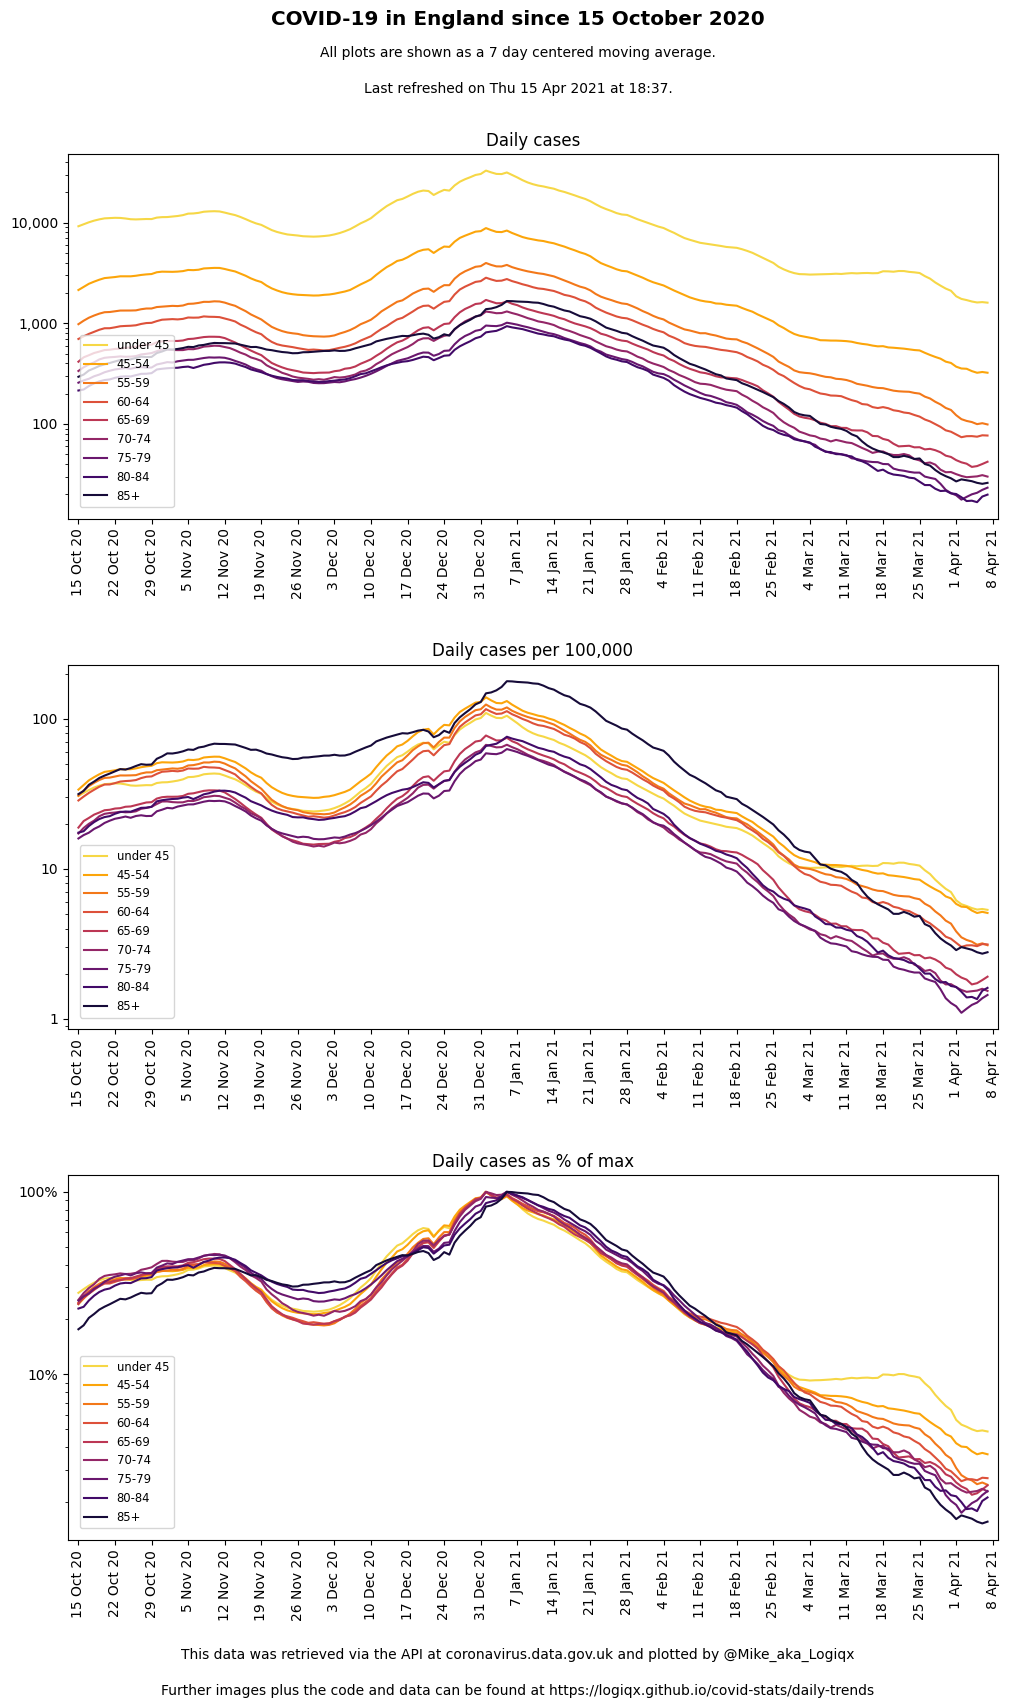 COVID-19 in England since 15 October 2020
All plots are shown as a 7 day centered moving average.
Last refreshed on Thu 15 Apr 2021 at 18:37.
Daily cases
10,000
1,000
100
under 45
45-54
55-59
60-64
65-69
70-74
75-79
80-84
85+
15 Oct 20
22 Oct 20
29 Oct 20
5 Nov 20
12 Nov 20
19 Nov 20
26 Nov 20
3 Dec 20
10 Dec 20
17 Dec 20
24 Dec 20
31 Dec 20
7 Jan 21
14 Jan 21
21 Jan 21
28 Jan 21
4 Feb 21
11 Feb 21
18 Feb 21
25 Feb 21
4 Mar 21
11 Mar 21
18 Mar 21
25 Mar 21
1 Apr 21
8 Apr 21
Daily cases per 100,000
100
10
1
under 45
45-54
55-59
60-64
65-69
70-74
75-79
80-84
85+
15 Oct 20
22 Oct 20
29 Oct 20
5 Nov 20
12 Nov 20
19 Nov 20
26 Nov 20
3 Dec 20
10 Dec 20
17 Dec 20
24 Dec 20
31 Dec 20
7 Jan 21
14 Jan 21
21 Jan 21
28 Jan 21
4 Feb 21
11 Feb 21
18 Feb 21
25 Feb 21
4 Mar 21
11 Mar 21
18 Mar 21
25 Mar 21
1 Apr 21
8 Apr 21
Daily cases as % of max
100%
10%
under 45
45-54
55-59
60-64
65-69
70-74
75-79
80-84
85+
15 Oct 20
22 Oct 20
29 Oct 20
5 Nov 20
12 Nov 20
19 Nov 20
26 Nov 20
3 Dec 20
10 Dec 20
17 Dec 20
24 Dec 20
31 Dec 20
7 Jan 21
14 Jan 21
21 Jan 21
28 Jan 21
4 Feb 21
11 Feb 21
18 Feb 21
25 Feb 21
4 Mar 21
11 Mar 21
18 Mar 21
25 Mar 21
1 Apr 21
8 Apr 21
This data was retrieved via the API at coronavirus.data.gov.uk and plotted by @Mike_aka_Logiqx
Further images plus the code and data can be found at https://logiqx.github.io/covid-stats/daily-trends